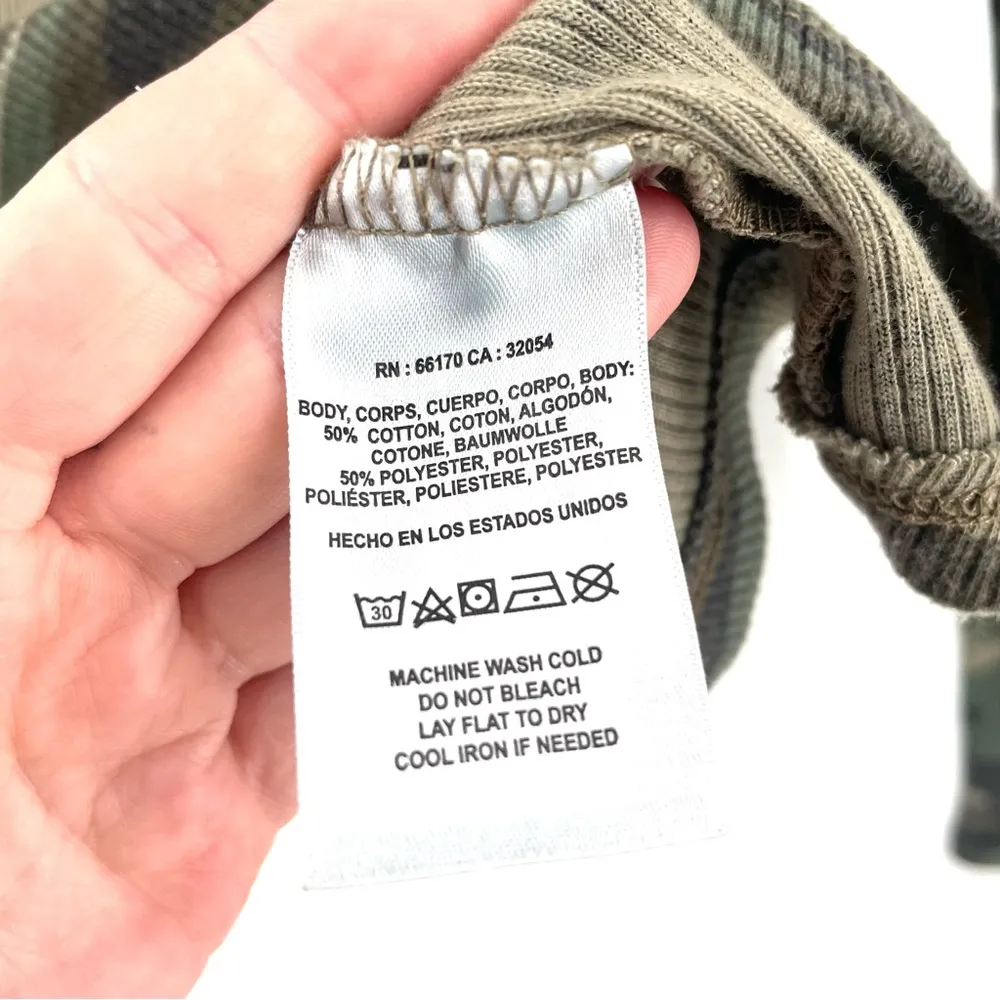 RN : 66170 CA : 32054
BODY, CORPS, CUERPO, CORPO, BODY:
50% COTTON, COTON, ALGODÓN,
COTONE, BAUMWOLLE
50% POLYESTER, POLYESTER,
POLIÉSTER, POLIESTERE, POLYESTER
HECHO EN LOS ESTADOS UNIDOS
30
MACHINE WASH COLD
DO NOT BLEACH
LAY FLAT TO DRY
COOL IRON IF NEEDED